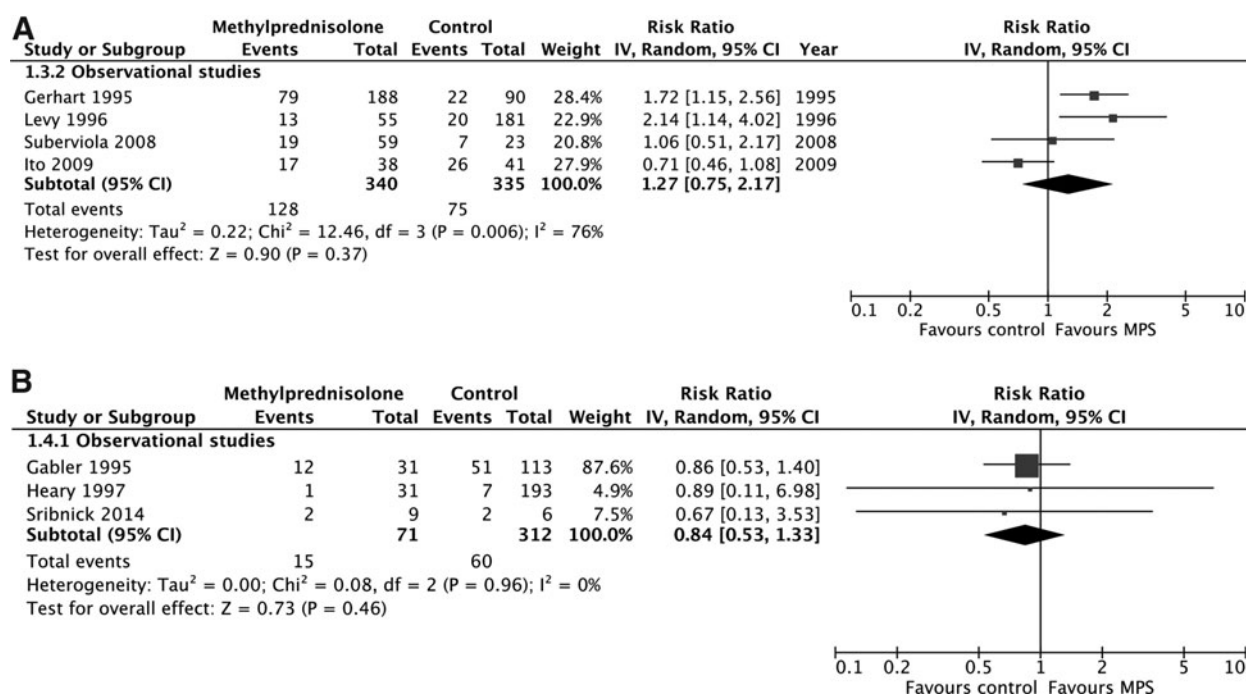 A
Methylprednisolone Control Risk Ratio Risk Ratio
Study or Subgroup Events Total Events Total Weight IV, Random, 95% CI Year IV, Random, 95% CI
1.3.2 Observational studies
Gerhart 1995 79 188 22 90 28.4% 1.72 [1.15, 2.56] 1995
Levy 1996 13 55 20 181 22.9% 2.14 [1.14, 4.02] 1996
Suberviola 2008 19 59 7 23 20.8% 1.06 [0.51, 2.17] 2008
Ito 2009 17 38 26 41 27.9% 0.71 [0.46, 1.08] 2009
Subtotal (95% CI) 340 335 100.0% 1.27 [0.75, 2.17]
Total events 128 75
Heterogeneity: Tau² = 0.22; Chi² = 12.46, df = 3 (P = 0.006); I² = 76%
Test for overall effect: Z = 0.90 (P = 0.37)
0.1 0.2 0.5 1 2 5 10
Favours control Favours MPS
B
Methylprednisolone Control Risk Ratio Risk Ratio
Study or Subgroup Events Total Events Total Weight IV, Random, 95% CI IV, Random, 95% CI
1.4.1 Observational studies
Gabler 1995 12 31 51 113 87.6% 0.86 [0.53, 1.40]
Heary 1997 1 31 7 193 4.9% 0.89 [0.11, 6.98]
Sribnick 2014 2 9 2 6 7.5% 0.67 [0.13, 3.53]
Subtotal (95% CI) 71 312 100.0% 0.84 [0.53, 1.33]
Total events 15 60
Heterogeneity: Tau² = 0.00; Chi² = 0.08, df = 2 (P = 0.96); I² = 0%
Test for overall effect: Z = 0.73 (P = 0.46)
0.1 0.2 0.5 1 2 5 10
Favours control Favours MPS